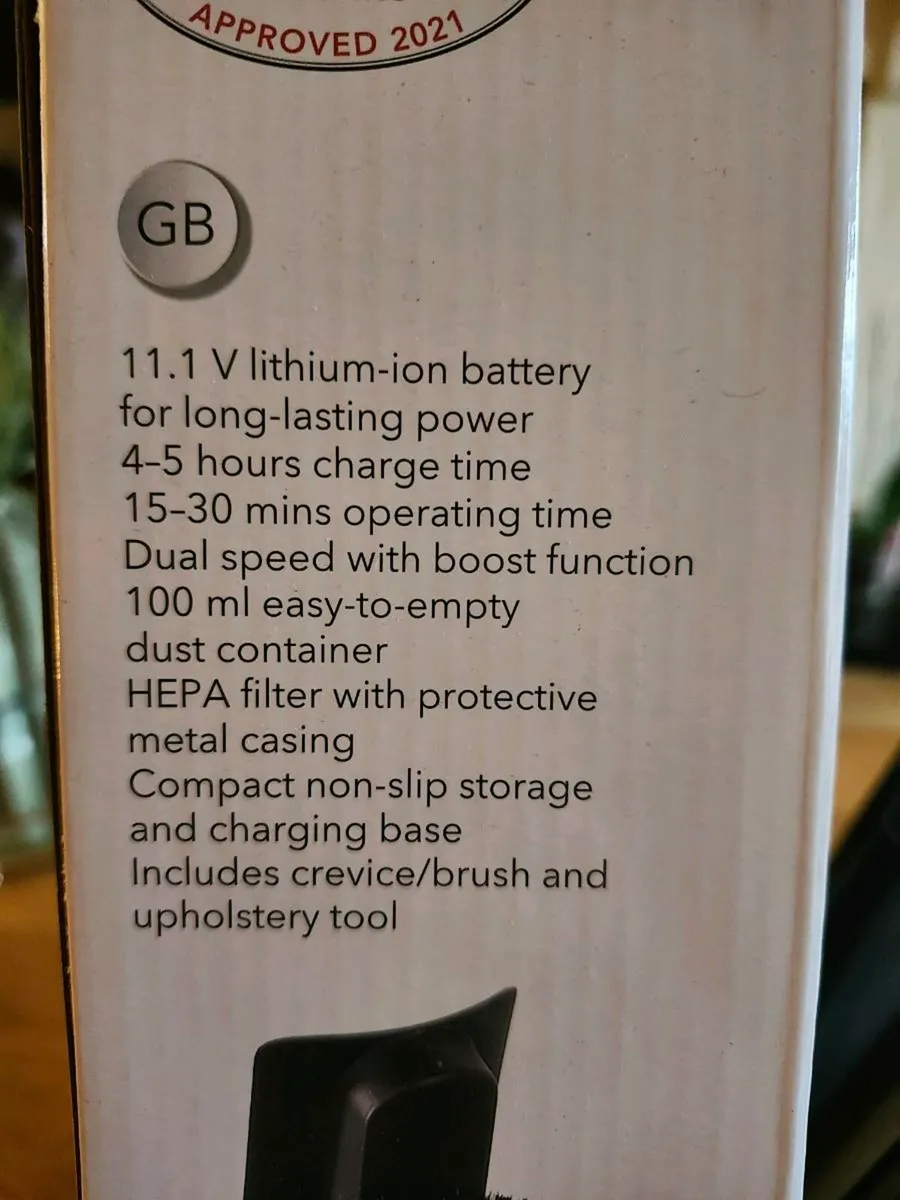 APPROVED 2021
GB
11.1 V lithium-ion battery
for long-lasting power
4–5 hours charge time
15–30 mins operating time
Dual speed with boost function
100 ml easy-to-empty
dust container
HEPA filter with protective
metal casing
Compact non-slip storage
and charging base
Includes crevice/brush and
upholstery tool